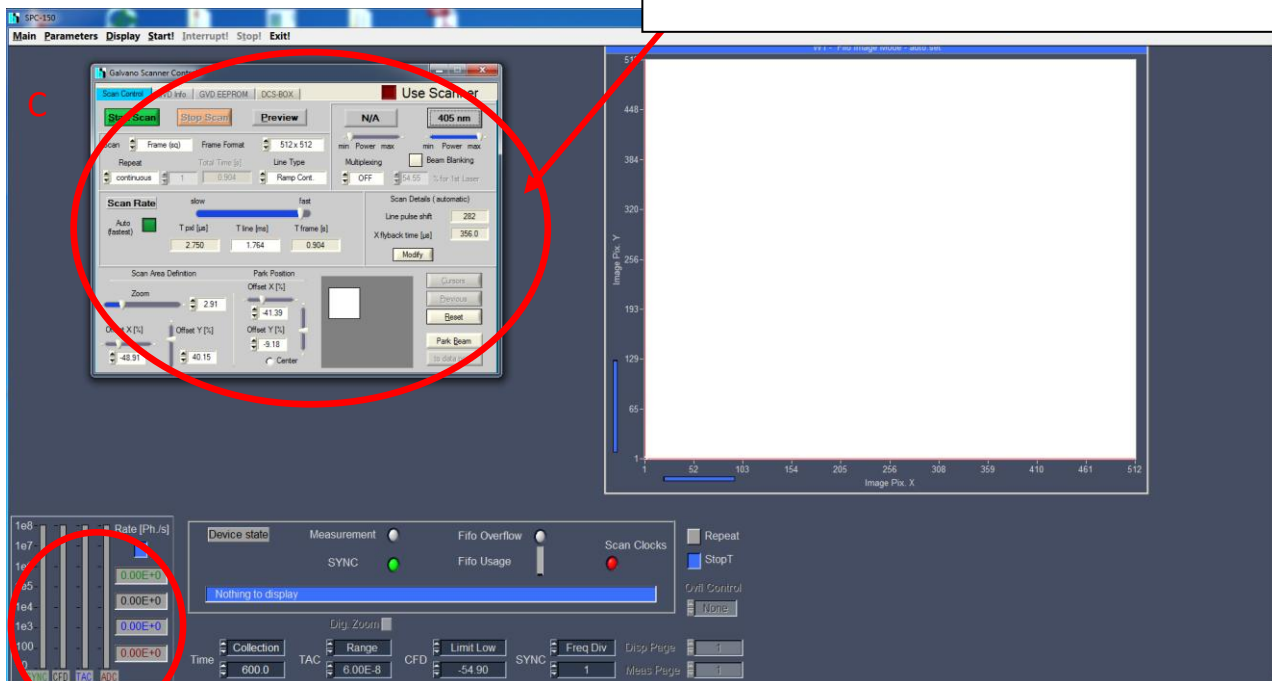 SPC-150
Main Parameters Display Start! Interrupt! Stop! Exit!
C
Galvano Scanner
Scan Control GVD EEPROM DCS-BOX Use Scanner
Scan Stop Scan Preview N/A 405 nm
min Power max min Power max
Scan Frame (sq) Frame Format 512 x 512
Multiplexing Beam Blanking
Repeat Total Time [s] Line Type
OFF 54.55 % for 1st Laser
continuous 1 0.904 Ramp Cont.
Scan Rate slow fast
Scan Details ( automatic)
Line pulse shift 282
Auto (fastest)
T pxl [µs] T line [ms] T frame [s]
X flyback time [µs] 356.0
2.750 1.764 0.904
Modify
Scan Area Definition Park Position
Zoom 2.91
Offset X [%]
-41.39
Offset X [%] Offset Y [%] Offset Y [%]
-48.91 40.15 -9.18
Center
Cursors
Previous
Reset
Park Beam
Image Pix. Y
448
384
320
256
193
129
65
1
1 52 103 154 205 256 308 359 410 461 512
Image Pix. X
1e8 Rate [Ph./s]
1e7
0.00E+0
1e4 0.00E+0
1e3 0.00E+0
100
0.00E+0
SYNC CFD TAC ADC
Device state Measurement Fifo Overflow
SYNC Fifo Usage
Scan Clocks
Nothing to display
Repeat
StopT
Ovfl Control
None
Dig. Zoom
Time Collection 600.0
TAC Range 6.00E-8
CFD Limit Low -54.90
SYNC Freq Div 1
Disp Page 1
Meas Page 1